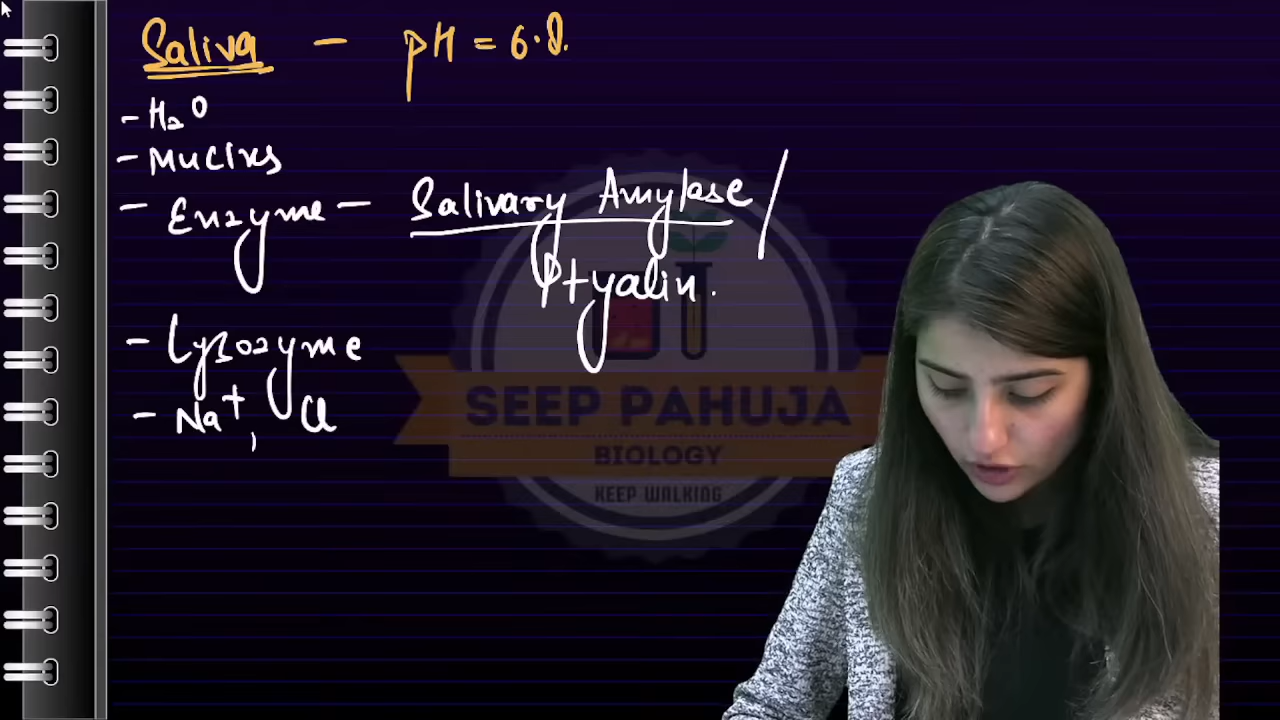 Saliva - pH = 6.8.
- H₂O
- Mucins
- Enzyme - Salivary Amylase /
Ptyalin.
- Lysozyme
- Na⁺, Cl
SEEP PAHUJA
BIOLOGY
KEEP WALKING